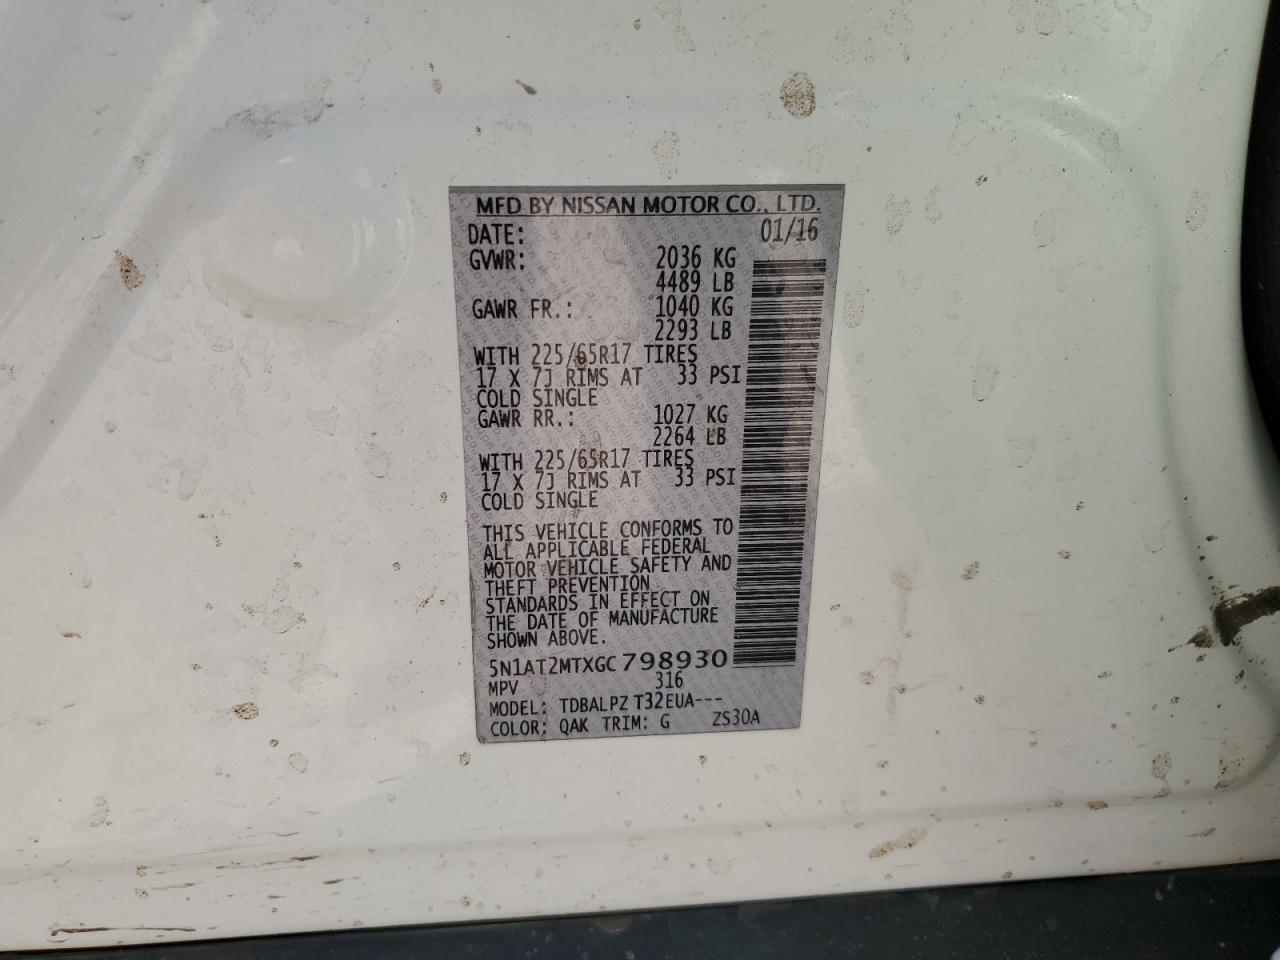 MFD BY NISSAN MOTOR CO., LTD.
DATE: 01/16
GVWR: 2036 KG
4489 LB
GAWR FR.: 1040 KG
2293 LB
WITH 225/65R17 TIRES
17 X 7J RIMS AT 33 PSI
COLD SINGLE
GAWR RR.: 1027 KG
2264 LB
WITH 225/65R17 TIRES
17 X 7J RIMS AT 33 PSI
COLD SINGLE
THIS VEHICLE CONFORMS TO
ALL APPLICABLE FEDERAL
MOTOR VEHICLE SAFETY AND
THEFT PREVENTION
STANDARDS IN EFFECT ON
THE DATE OF MANUFACTURE
SHOWN ABOVE.
5N1AT2MTXGC798930
MPV 316
MODEL: TDBALPZ T32EUA---
COLOR: QAK TRIM: G ZS30A